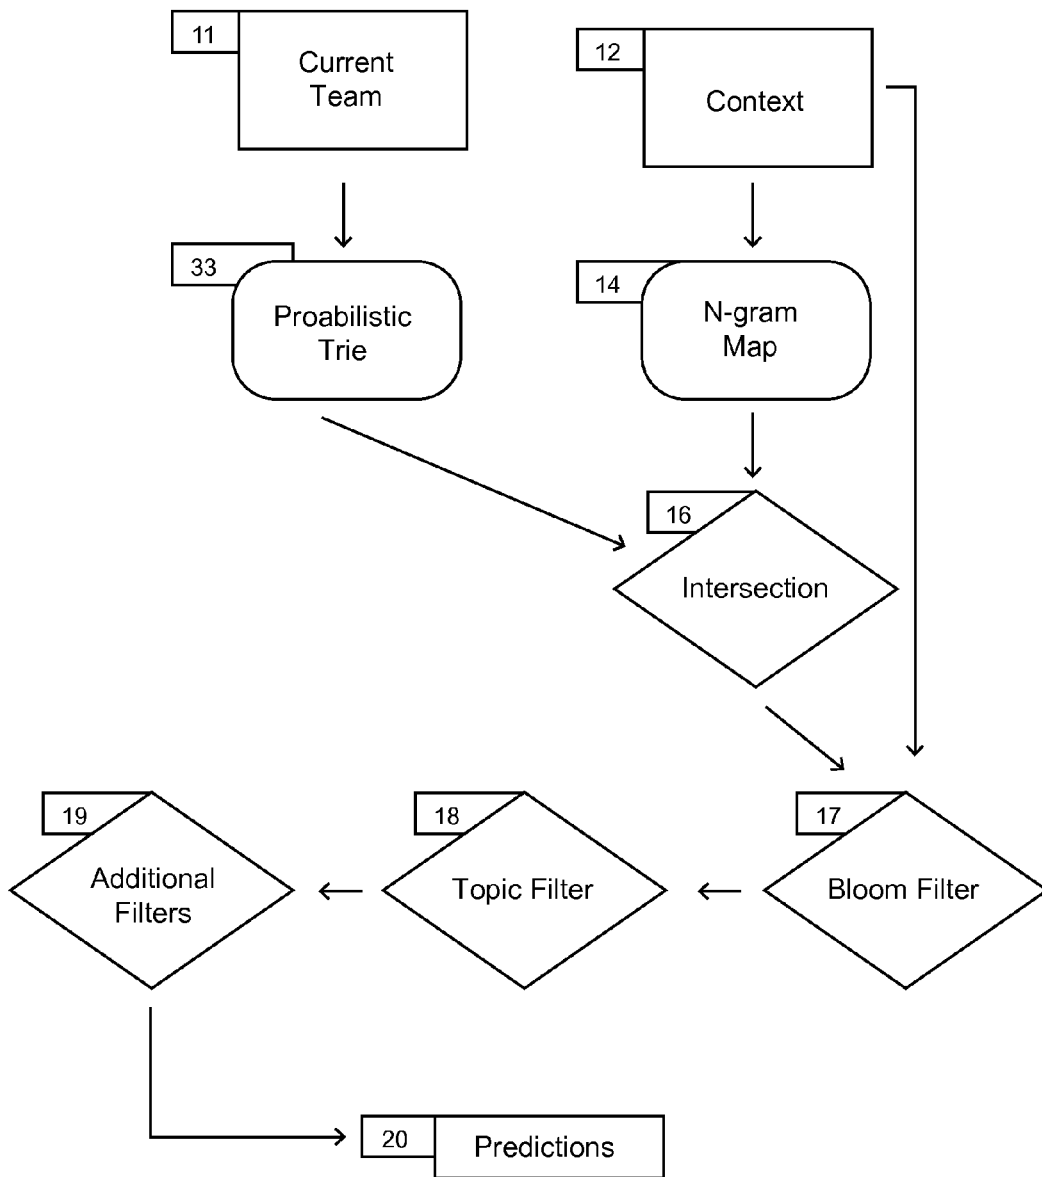 11
Current
Team
12
Context
33
Proabilistic
Trie
14
N-gram
Map
16
Intersection
19
Additional
Filters
18
Topic Filter
17
Bloom Filter
20
Predictions